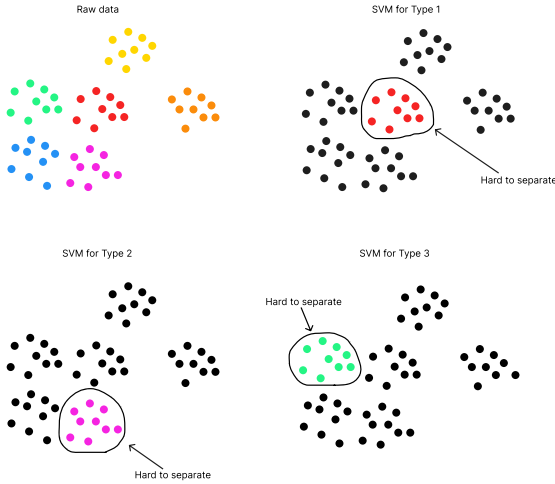 Raw data
SVM for Type 1
Hard to separate
SVM for Type 2
SVM for Type 3
Hard to separate
Hard to separate